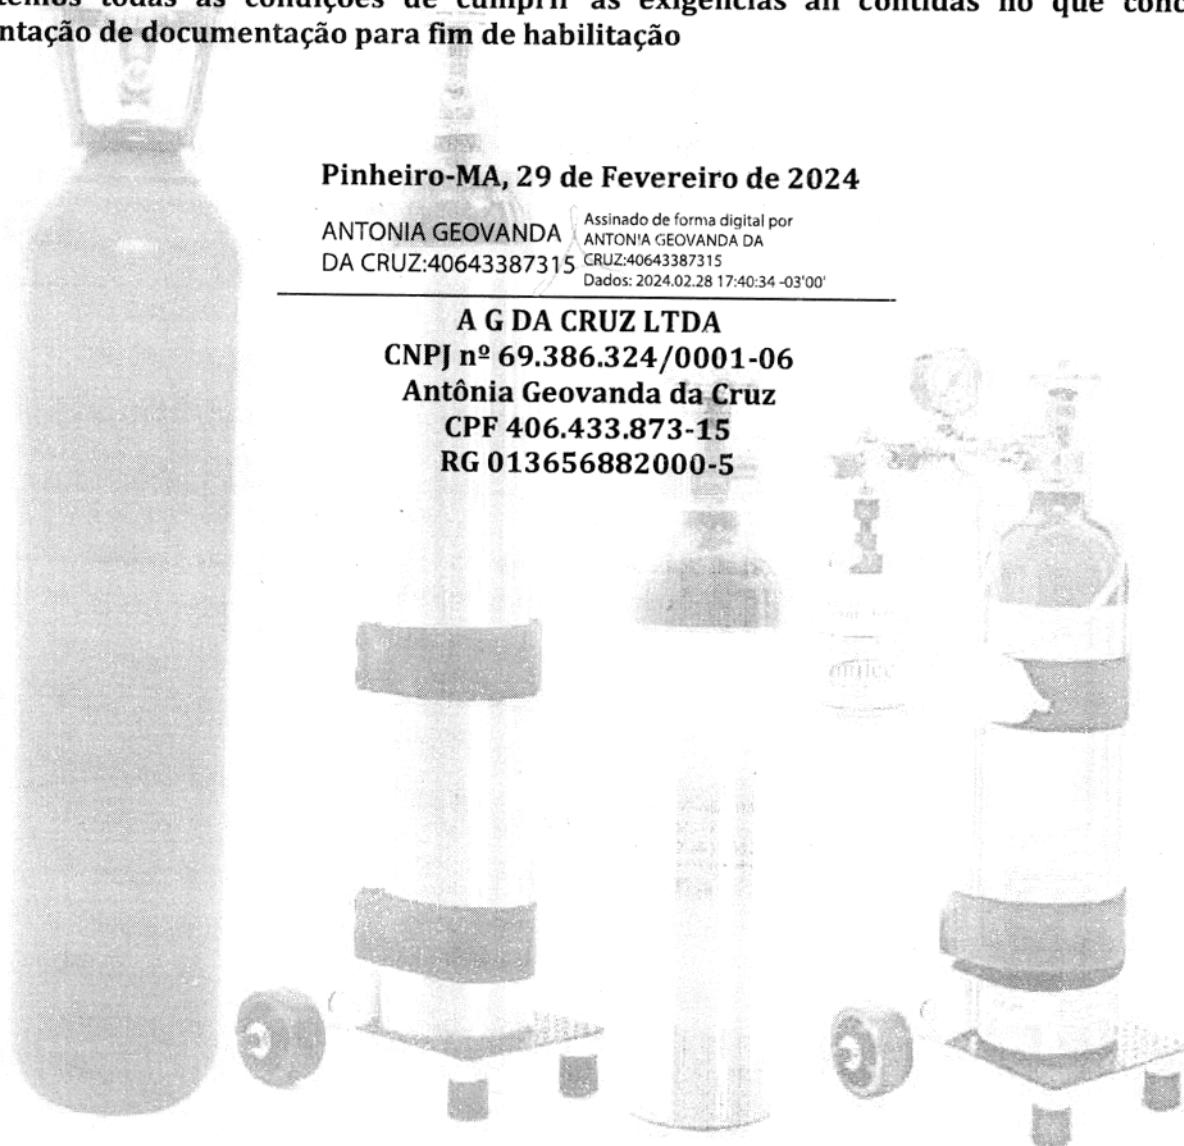 temos todas as condições de cumprir as exigências ali contidas no que
ntação de documentação para fim de habilitação
Pinheiro-MA, 29 de Fevereiro de 2024
ANTONIA GEOVANDA
DA CRUZ:40643387315
Assinado de forma digital por
ANTON'A GEOVANDA DA
CRUZ:40643387315
Dados: 2024.02.28 17:40:34 -03'00'
A G DA CRUZ LTDA
CNPJ nº 69.386.324/0001-06
Antônia Geovanda da Cruz
CPF 406.433.873-15
RG 013656882000-5